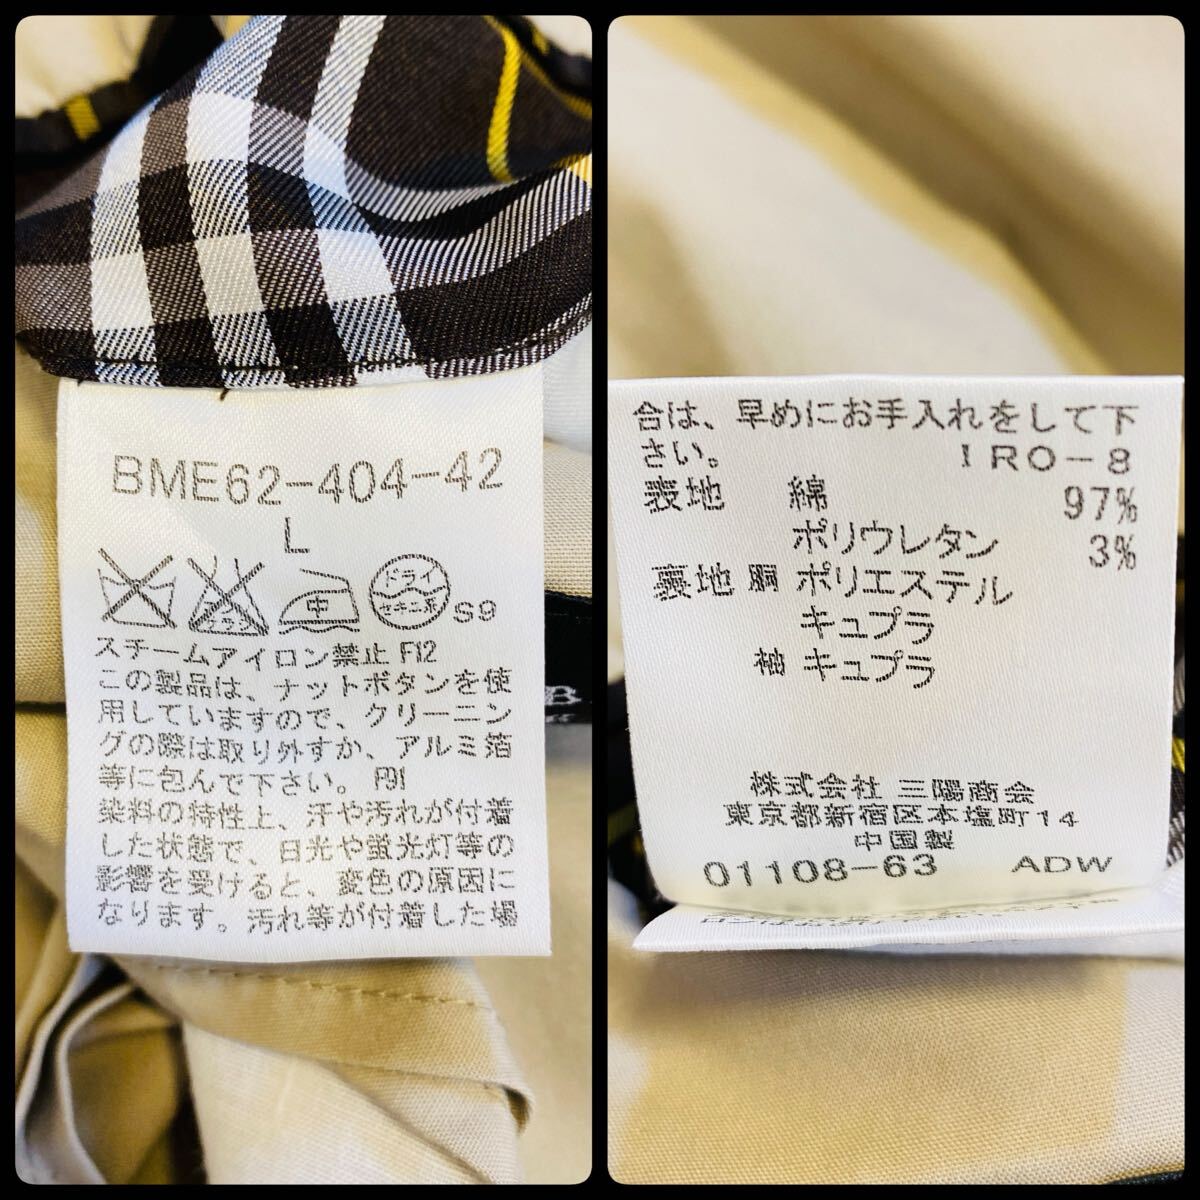 BME62-404-42
L
エンソ
クラフ
中
ドライ
セキユ系
S9
スチームアイロン禁止 F12
この製品は、ナットボタンを使
用していますので、クリーニン
グの際は取り外すか、アルミ箔
等に包んで下さい。 F91
染料の特性上、汗や汚れが付着
した状態で、日光や蛍光灯等の
影響を受けると、変色の原因に
なります。汚れ等が付着した場
B
合は、早めにお手入れをして下
さい。 IRO-8
表地 綿 97%
ポリウレタン 3%
裏地 胴 ポリエステル
キュプラ
袖 キュプラ
株式会社 三陽商会
東京都新宿区本塩町14
中国製
01108-63 ADW